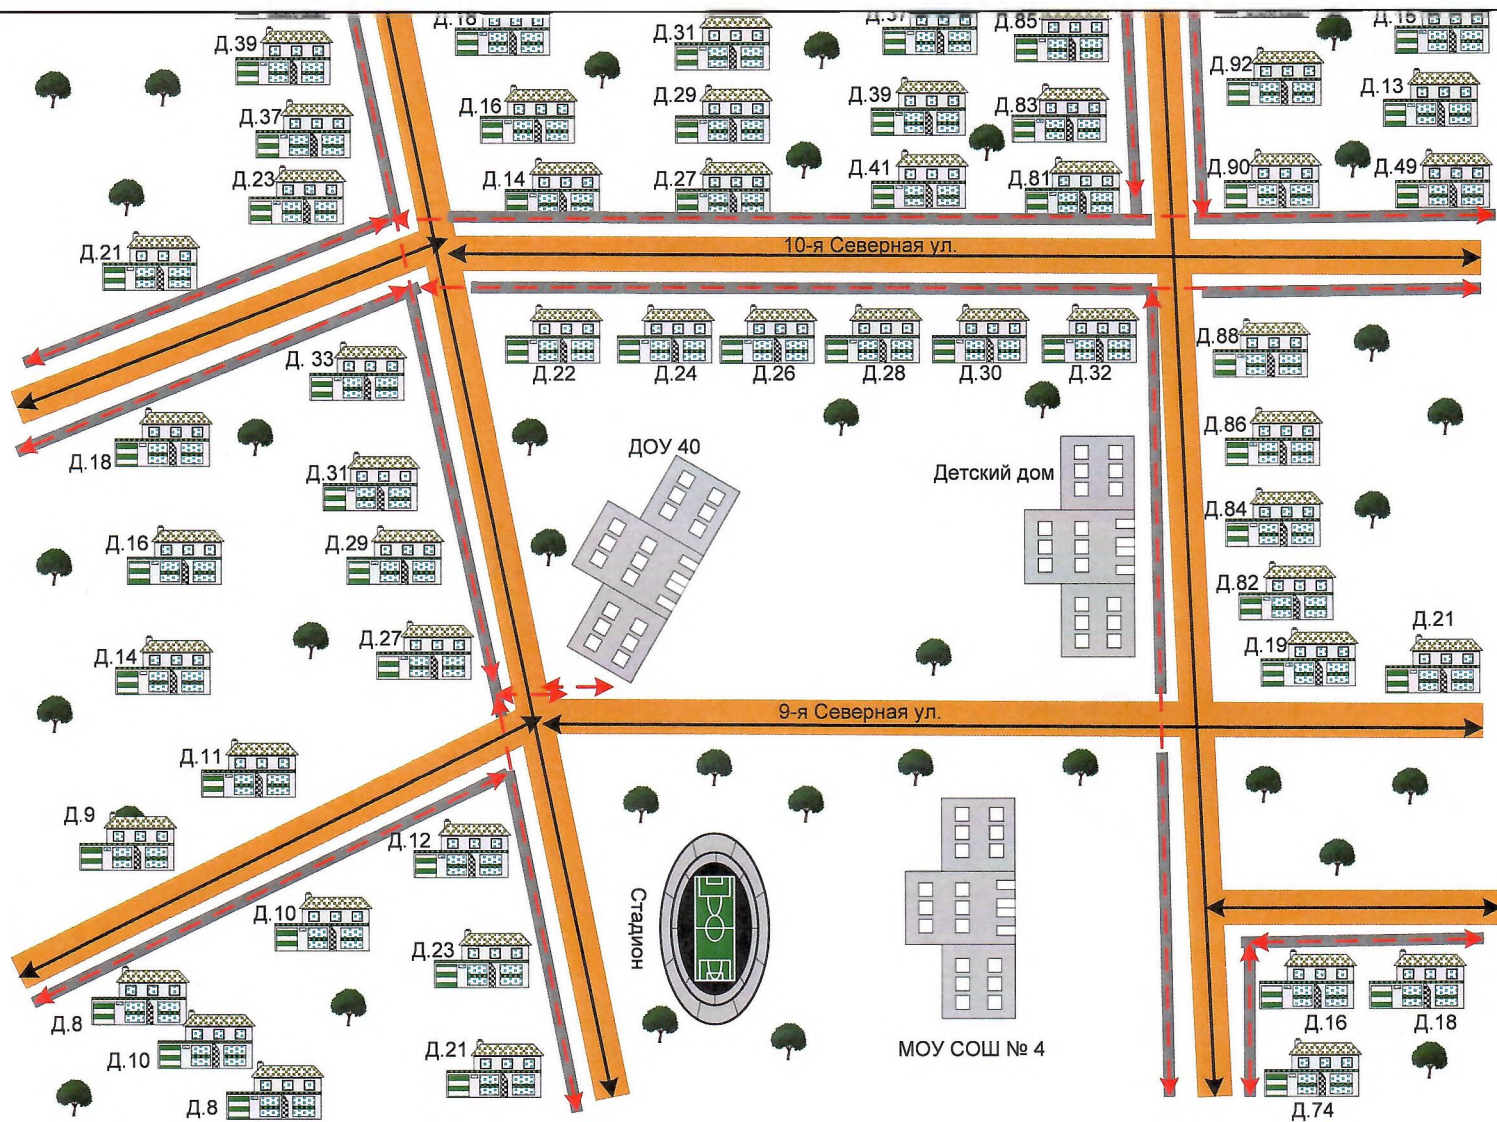 Д.18
Д.37
Д.85
Д.15
Д.39
Д.31
Д.92
Д.13
Д.37
Д.16
Д.29
Д.39
Д.83
Д.23
Д.14
Д.27
Д.41
Д.81
Д.90
Д.49
Д.21
10-я Северная ул.
Д. 33
Д.22
Д.24
Д.26
Д.28
Д.30
Д.32
Д.88
Д.18
Д.31
ДОУ 40
Детский дом
Д.86
Д.16
Д.29
Д.84
Д.82
Д.14
Д.27
Д.19
Д.21
9-я Северная ул.
Д.11
Д.9
Д.12
Д.10
Д.23
Стадион
Д.8
Д.10
Д.21
МОУ СОШ № 4
Д.16
Д.18
Д.8
Д.74